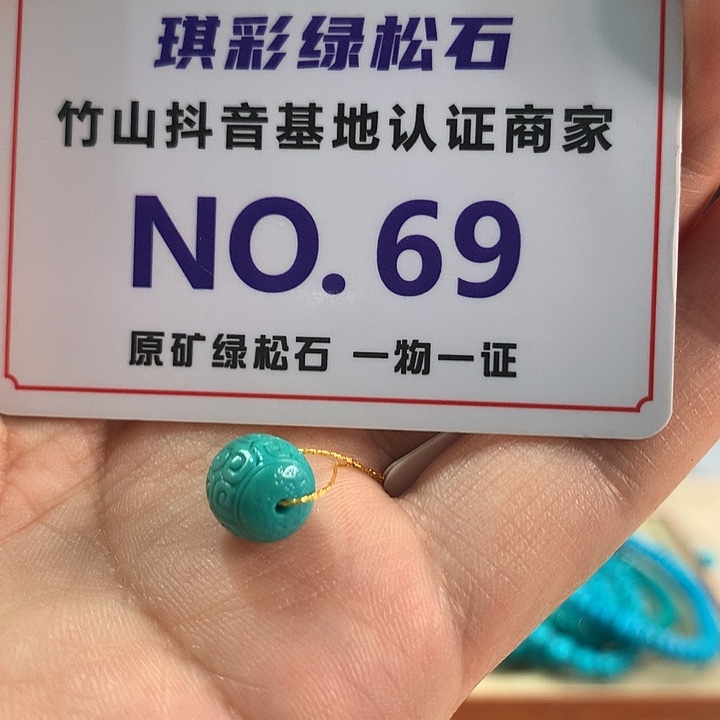 琪彩绿松石
竹山抖音基地认证商家
NO. 69
原矿绿松石 一物一证